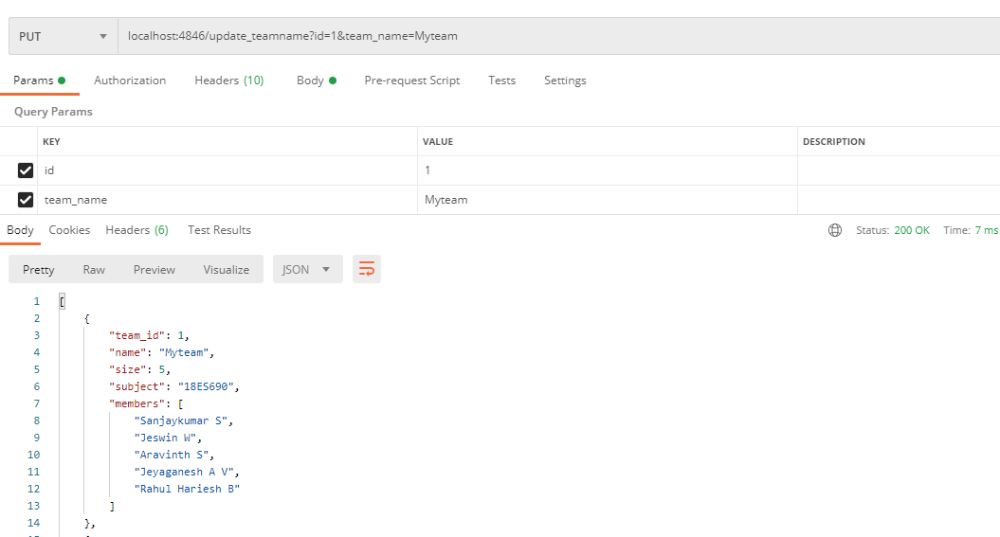 PUT localhost:4846/update_teamname?id=1&team_name=Myteam
Params Authorization Headers (10) Body Pre-request Script Tests Settings
Query Params
KEY VALUE DESCRIPTION
id 1
team_name Myteam
Body Cookies Headers (6) Test Results Status: 200 OK Time: 7 ms
Pretty Raw Preview Visualize JSON
1 [
2 {
3 "team_id": 1,
4 "name": "Myteam",
5 "size": 5,
6 "subject": "18ES690",
7 "members": [
8 "Sanjaykumar S",
9 "Jeswin W",
10 "Aravinth S",
11 "Jeyaganesh A V",
12 "Rahul Hariesh B"
13 ]
14 },